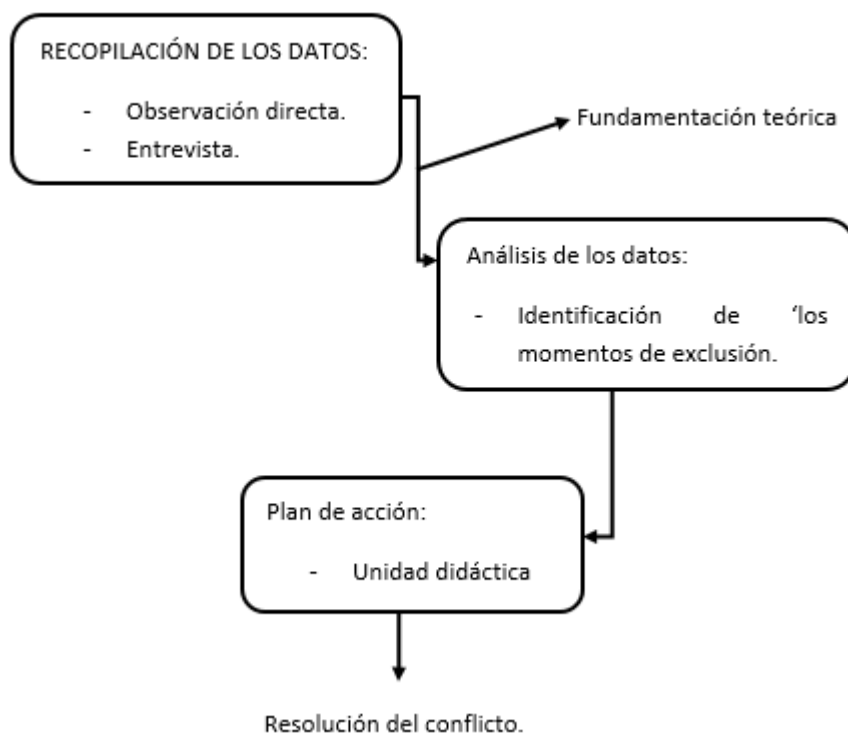 RECOPILACIÓN DE LOS DATOS:
- Observación directa.
- Entrevista.
Fundamentación teórica
Análisis de los datos:
- Identificación de ‘los
momentos de exclusión.
Plan de acción:
- Unidad didáctica
Resolución del conflicto.